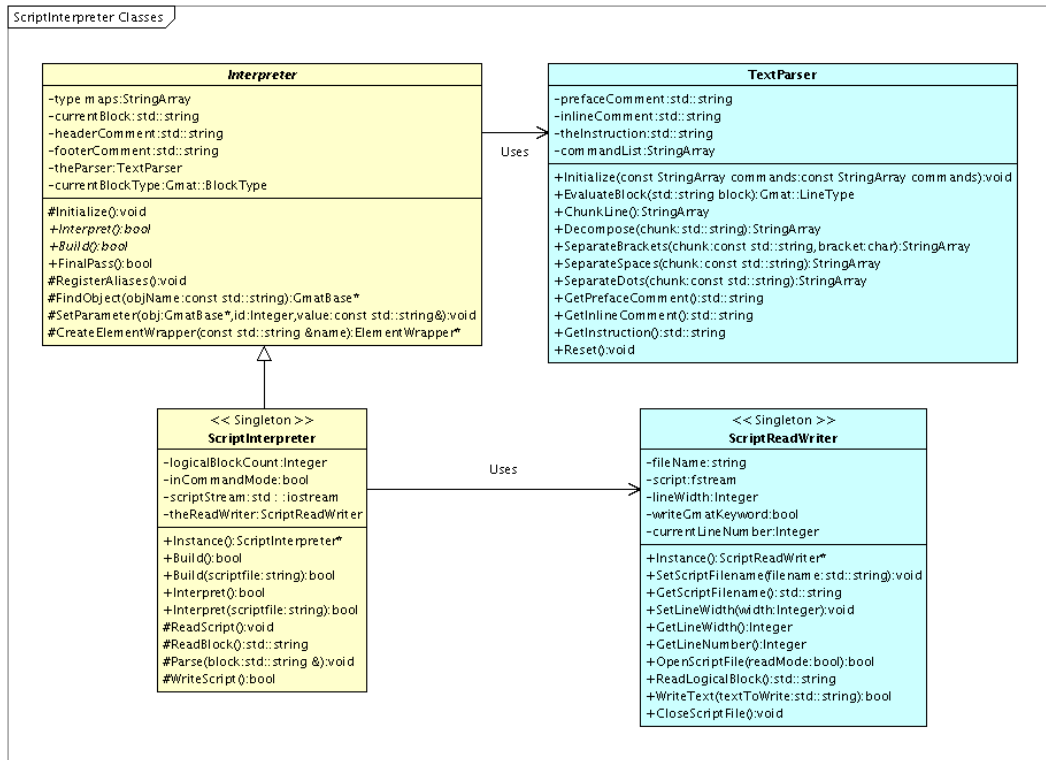 ScriptInterpreter Classes
Interpreter
-type maps:StringArray
-currentBlock:std::string
-headerComment:std::string
-footerComment:std::string
-theParser:TextParser
-currentBlockType:Gmat::BlockType
#Initialize():void
+Interpret():bool
+Build():bool
+FinalPass():bool
#RegisterAliases():void
#FindObject(objName:const std::string):GmatBase*
#SetParameter(obj:GmatBase*,id:Integer,value:const std::string&):void
#CreateElementWrapper(const std::string &name):ElementWrapper*
Uses
TextParser
-prefaceComment:std::string
-inlineComment:std::string
-theInstruction:std::string
-commandList:StringArray
+Initialize(const StringArray commands:const StringArray commands):void
+EvaluateBlock(std::string block):Gmat::LineType
+ChunkLine():StringArray
+Decompose(chunk:std::string):StringArray
+SeparateBrackets(chunk:const std::string,bracket:char):StringArray
+SeparateSpaces(chunk:const std::string):StringArray
+SeparateDots(chunk:const std::string):StringArray
+GetPrefaceComment():std::string
+GetInlineComment():std::string
+GetInstruction():std::string
+Reset():void
<< Singleton >>
ScriptInterpreter
-logicalBlockCount:Integer
-inCommandMode:bool
-scriptStream:std : :iostream
-theReadWriter:ScriptReadWriter
+Instance():ScriptInterpreter*
+Build():bool
+Build(scriptfile:string):bool
+Interpret():bool
+Interpret(scriptfile:string):bool
#ReadScript():void
#ReadBlock():std::string
#Parse(block:std::string &):void
#WriteScript():bool
Uses
<< Singleton >>
ScriptReadWriter
-fileName:string
-script:fstream
-lineWidth:Integer
-writeGmatKeyword:bool
-currentLineNumber:Integer
+Instance():ScriptReadWriter*
+SetScriptFilename(filename:std::string):void
+GetScriptFilename():std::string
+SetLineWidth(width:Integer):void
+GetLineWidth():Integer
+GetLineNumber():Integer
+OpenScriptFile(readMode:bool):bool
+ReadLogicalBlock():std::string
+WriteText(textToWrite:std::string):bool
+CloseScriptFile():void